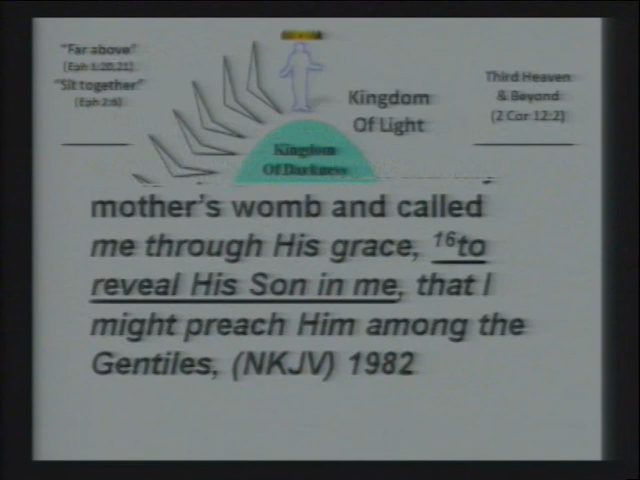 "Far above"
(Eph 1:20,21)
"Sit together"
(Eph 2:6)
Kingdom
Of Light
Third Heaven
& Beyond
(2 Cor 12:2)
Kingdom
Of Darkness
mother's womb and called
me through His grace, 16to
reveal His Son in me, that I
might preach Him among the
Gentiles, (NKJV) 1982